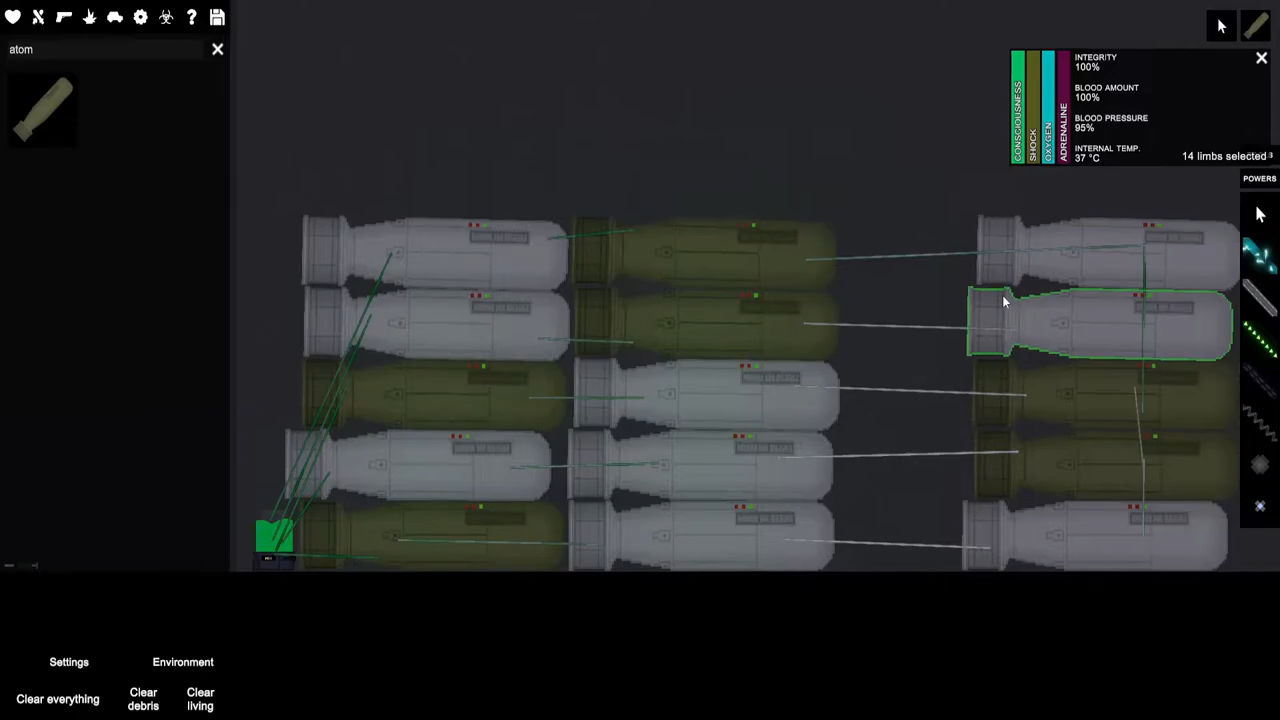 ?
atom
INTEGRITY
100%
BLOOD AMOUNT
100%
BLOOD PRESSURE
95%
INTERNAL TEMP.
37 °C
CONSCIOUSNESS
SHOCK
OXYGEN
ADRENALINE
14 limbs selected
POWERS
Settings
Environment
Clear everything
Clear
debris
Clear
living